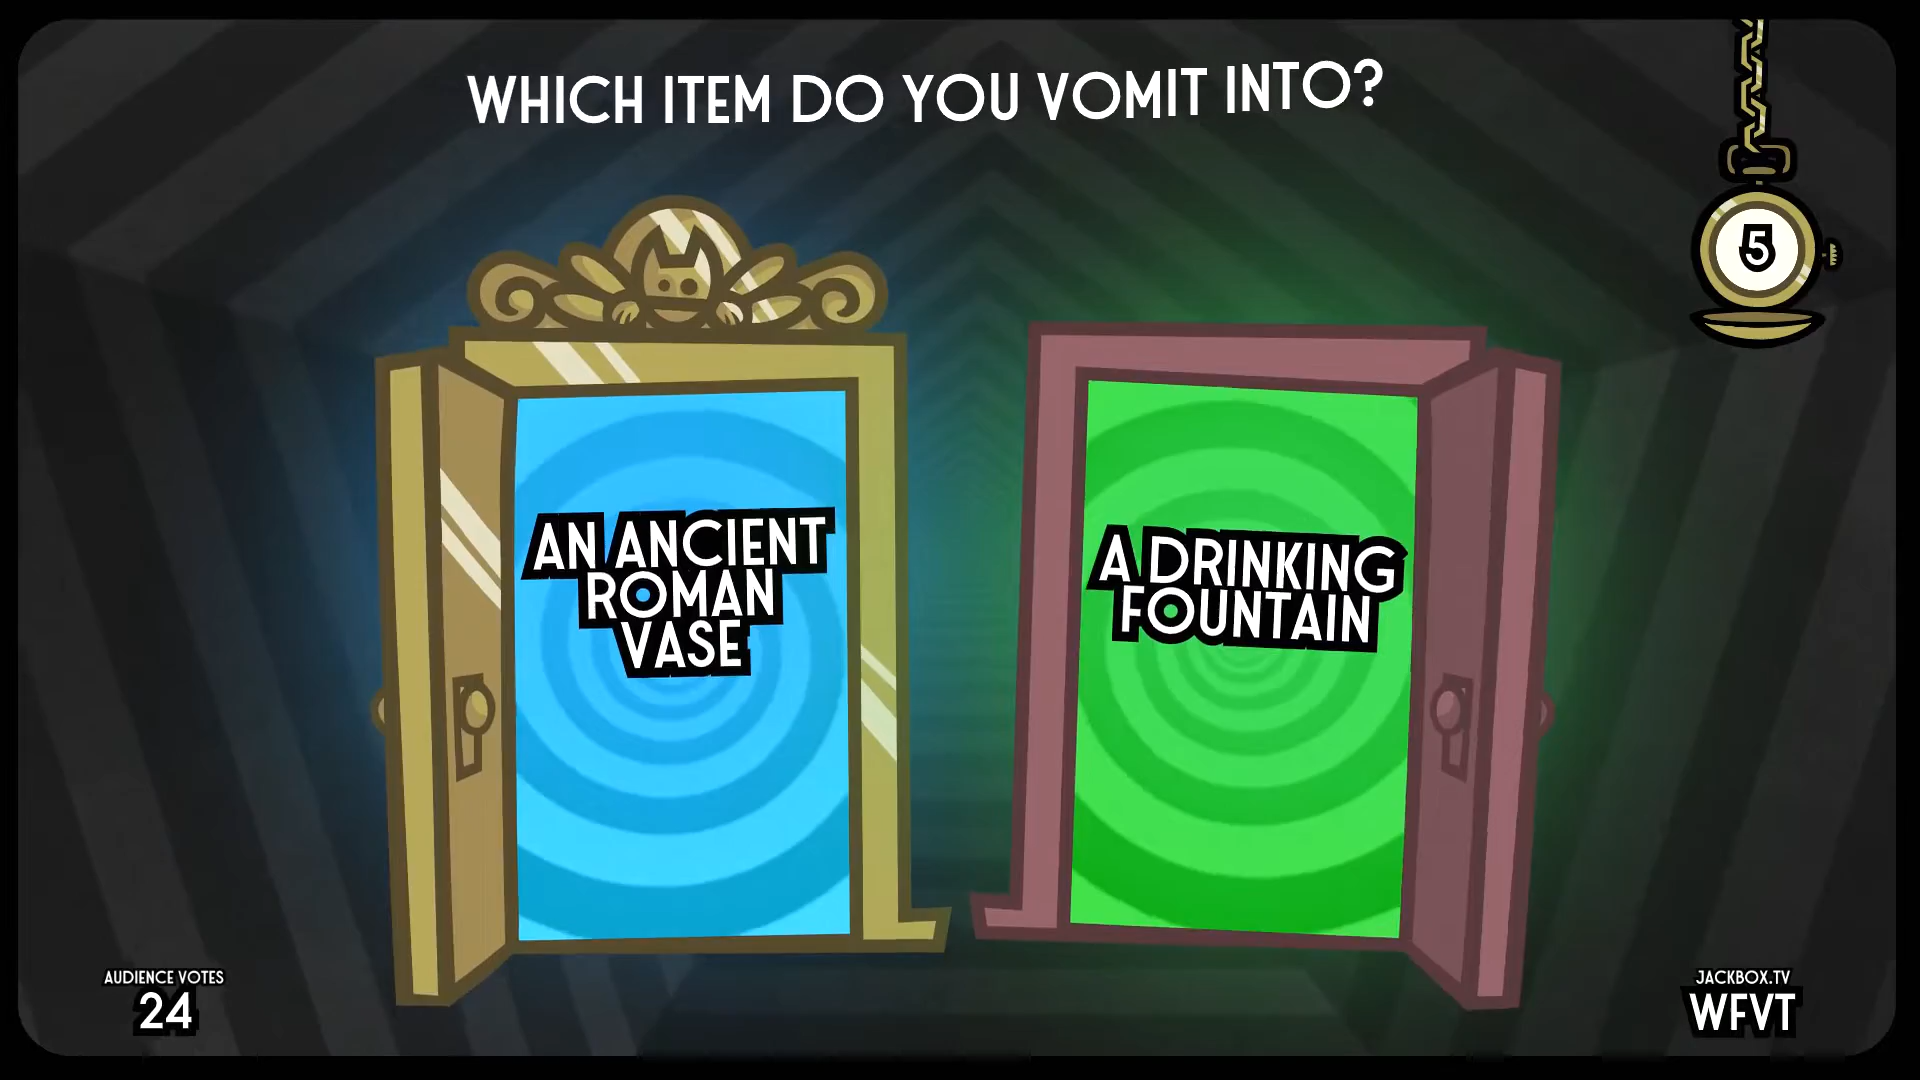 WHICH ITEM DO YOU VOMIT INTO?
5
AN ANCIENT
ROMAN
VASE
A DRINKING
FOUNTAIN
AUDIENCE VOTES
24
JACKBOX.TV
WFVT